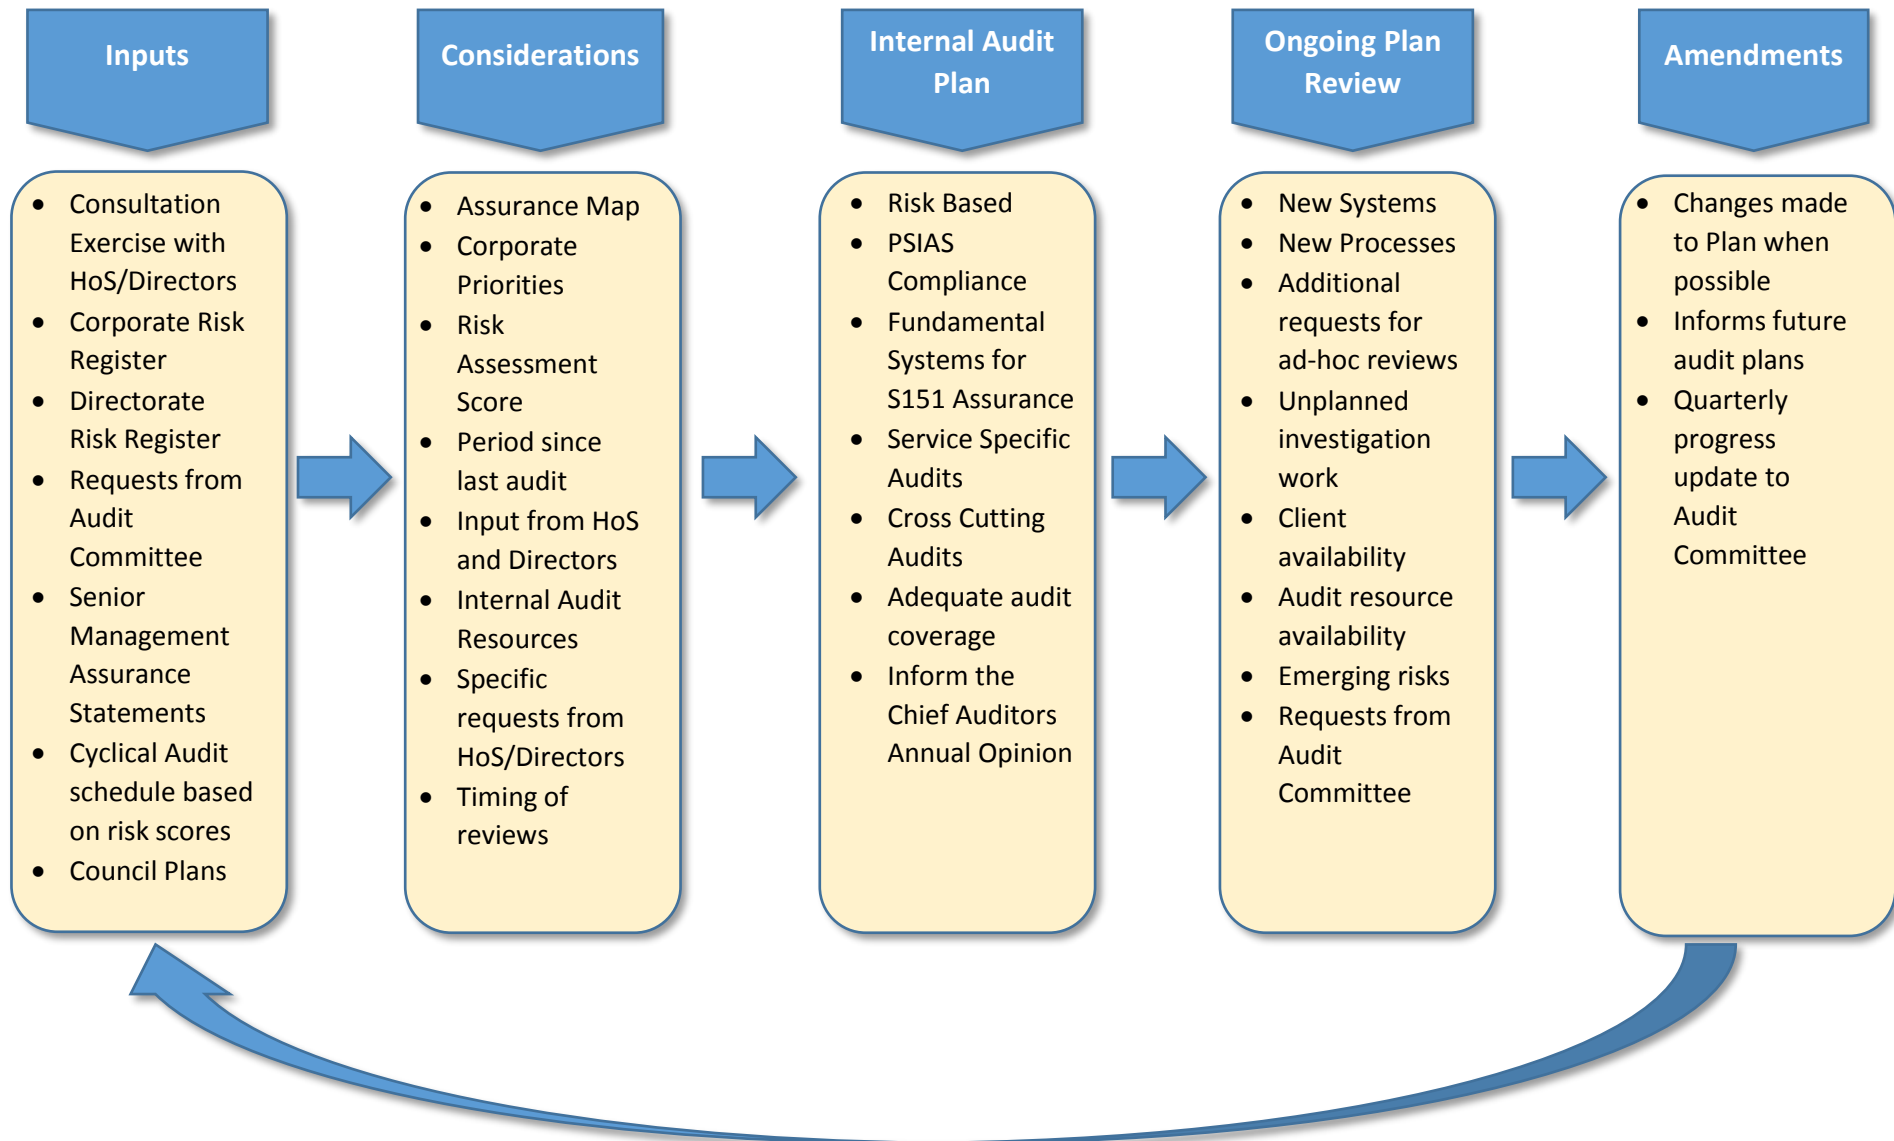 Inputs
• Consultation
Exercise with
HoS/Directors
• Corporate Risk
Register
• Directorate
Risk Register
• Requests from
Audit
Committee
• Senior
Management
Assurance
Statements
• Cyclical Audit
schedule based
on risk scores
• Council Plans
Considerations
• Assurance Map
• Corporate
Priorities
• Risk
Assessment
Score
• Period since
last audit
• Input from HoS
and Directors
• Internal Audit
Resources
• Specific
requests from
HoS/Directors
• Timing of
reviews
Internal Audit
Plan
• Risk Based
• PSIAS
Compliance
• Fundamental
Systems for
S151 Assurance
• Service Specific
Audits
• Cross Cutting
Audits
• Adequate audit
coverage
• Inform the
Chief Auditors
Annual Opinion
Ongoing Plan
Review
• New Systems
• New Processes
• Additional
requests for
ad-hoc reviews
• Unplanned
investigation
work
• Client
availability
• Audit resource
availability
• Emerging risks
• Requests from
Audit
Committee
Amendments
• Changes made
to Plan when
possible
• Informs future
audit plans
• Quarterly
progress
update to
Audit
Committee